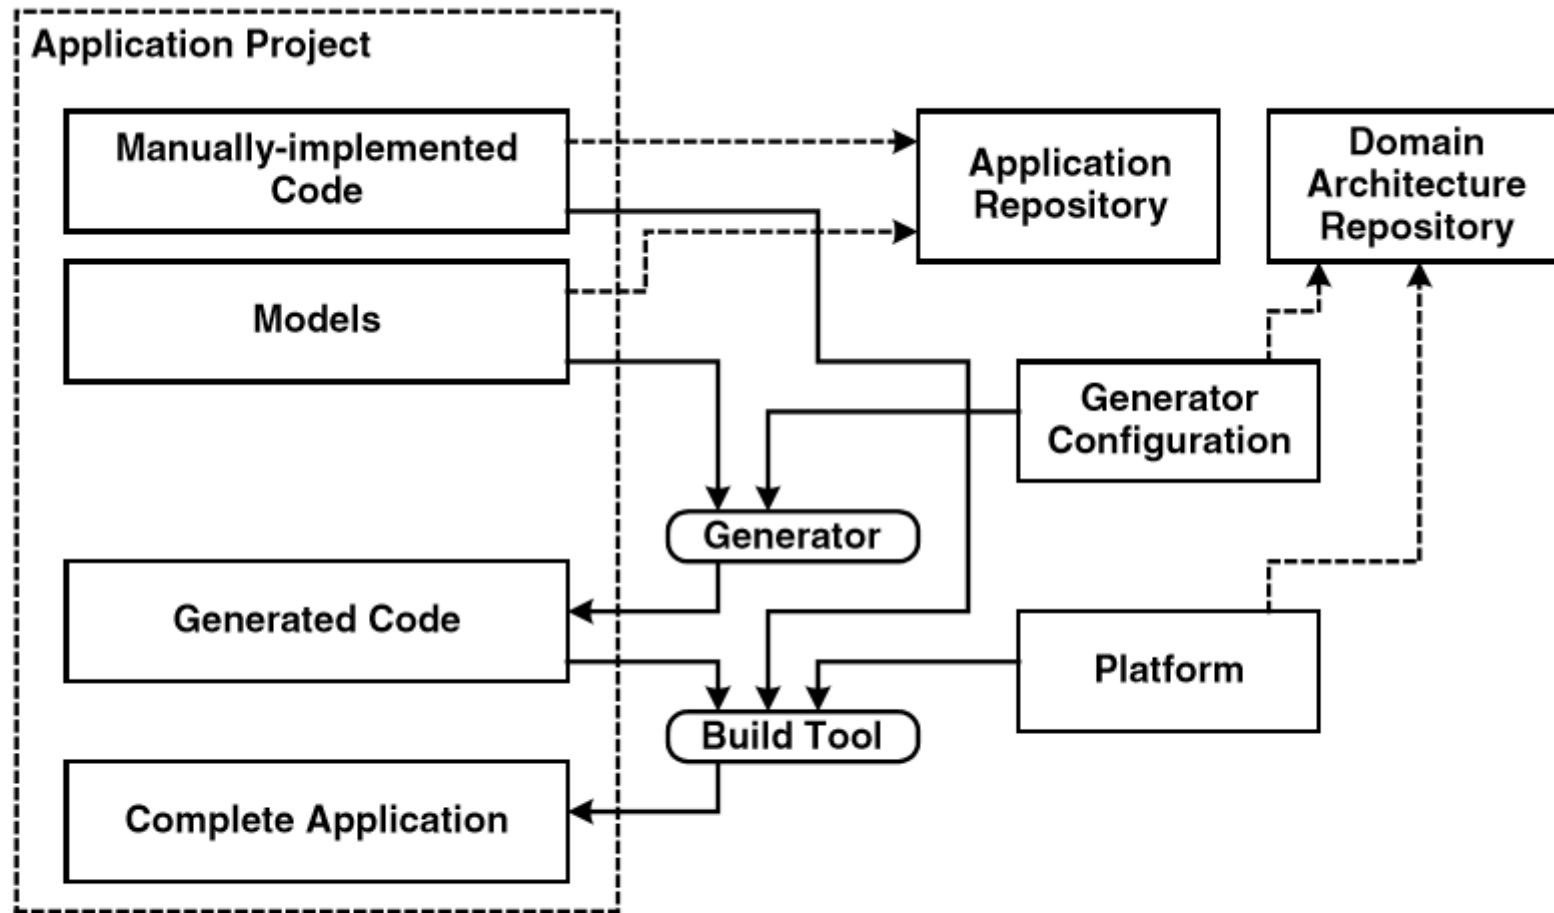 Application Project
Manually-implemented
Code
Application
Repository
Domain
Architecture
Repository
Models
Generator
Configuration
Generator
Generated Code
Platform
Build Tool
Complete Application